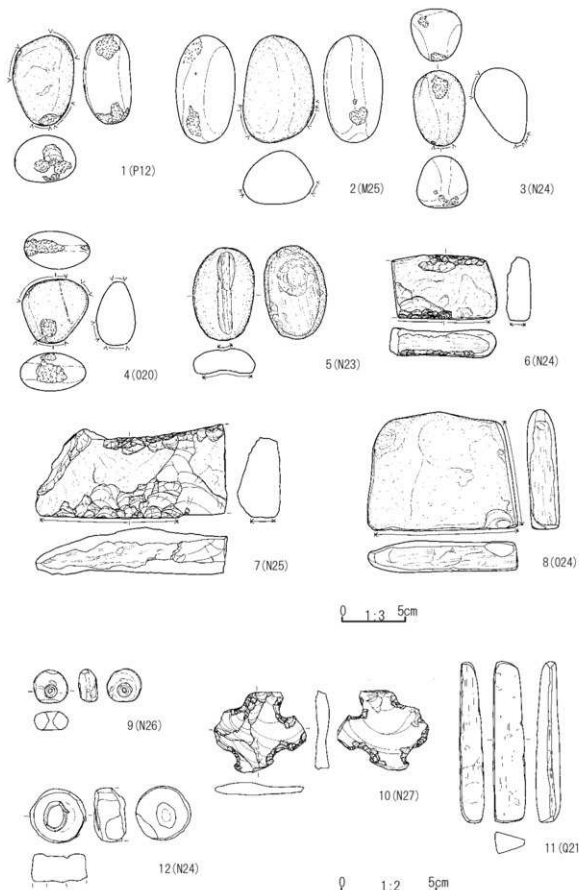 1(P12)
2(M25)
3(N24)
4(O20)
5(N23)
6(N24)
7(N25)
8(O24)
0 1:3 5cm
9(N26)
10(N27)
11(Q21
12(N24)
0 1:2 5cm